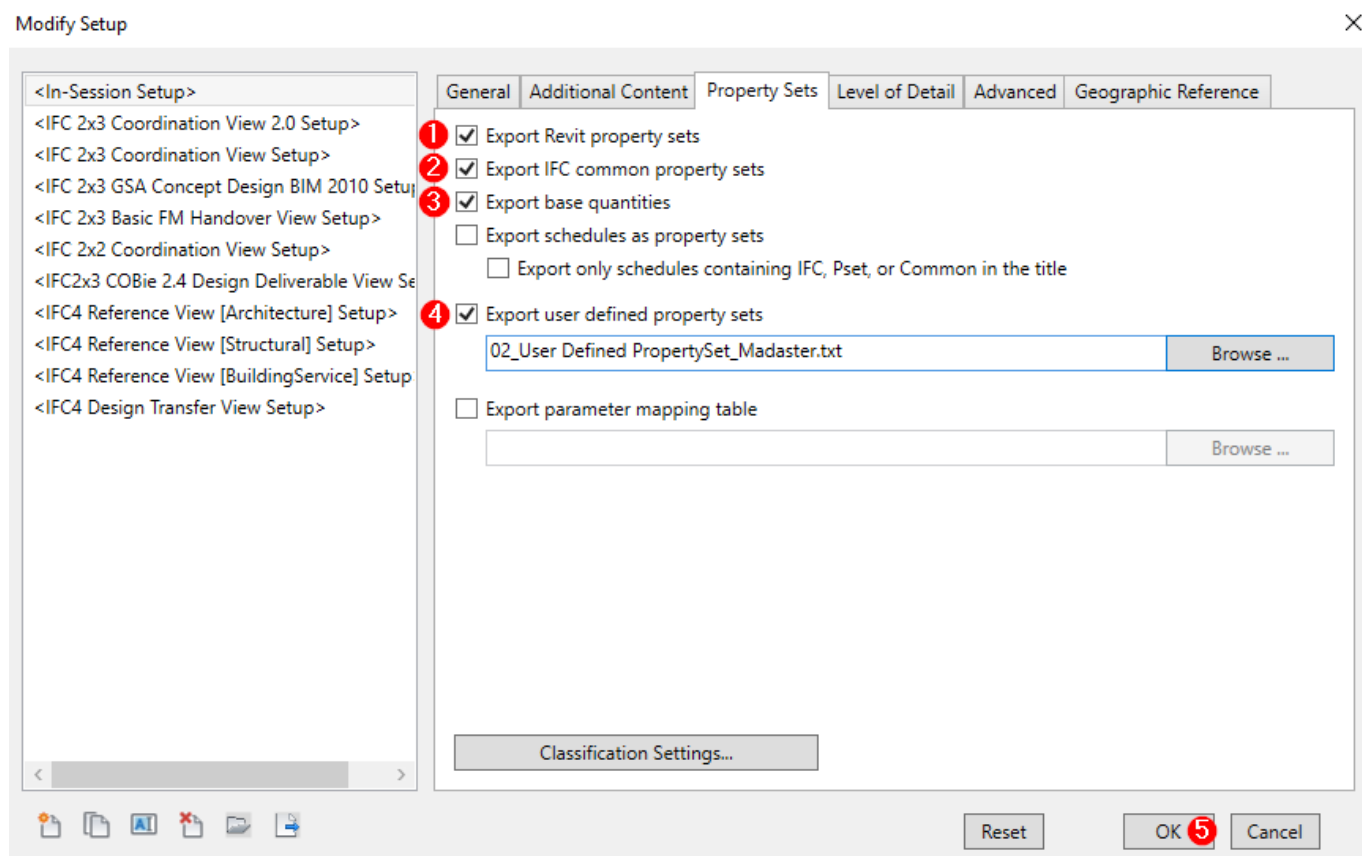 Modify Setup
<In-Session Setup>
<IFC 2x3 Coordination View 2.0 Setup>
<IFC 2x3 Coordination View Setup>
<IFC 2x3 GSA Concept Design BIM 2010 Setu
<IFC 2x3 Basic FM Handover View Setup>
<IFC 2x2 Coordination View Setup>
<IFC2x3 COBie 2.4 Design Deliverable View Se
<IFC4 Reference View [Architecture] Setup>
<IFC4 Reference View [Structural] Setup>
<IFC4 Reference View [BuildingService] Setup
<IFC4 Design Transfer View Setup>
General Additional Content Property Sets Level of Detail Advanced Geographic Reference
1 Export Revit property sets
2 Export IFC common property sets
3 Export base quantities
Export schedules as property sets
Export only schedules containing IFC, Pset, or Common in the title
4 Export user defined property sets
02_User Defined PropertySet_Madaster.txt Browse ...
Export parameter mapping table
Browse ...
Classification Settings...
AI
Reset OK 5 Cancel